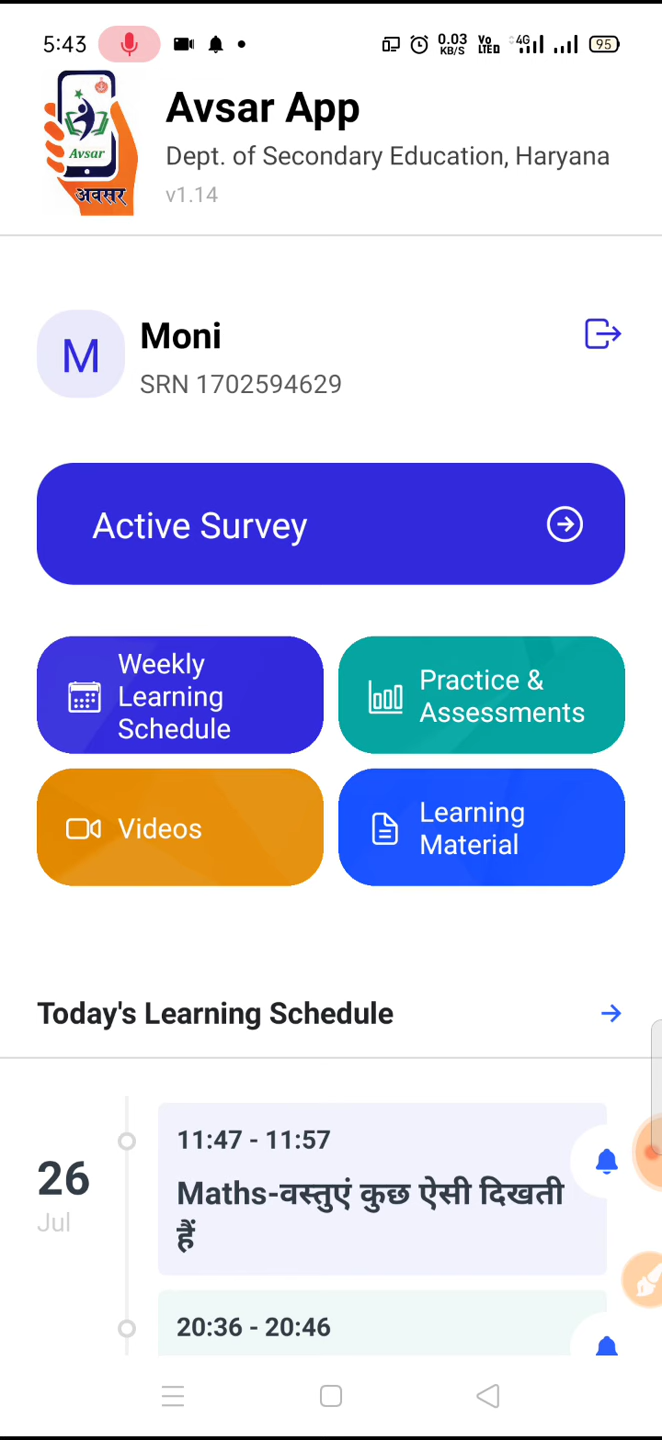 5:43
0.03 KB/S
Vo LTE
4G
95
Avsar
अवसर
Avsar App
Dept. of Secondary Education, Haryana
v1.14
M
Moni
SRN 1702594629
Active Survey
Weekly
Learning
Schedule
Practice &
Assessments
Videos
Learning
Material
Today's Learning Schedule
26
Jul
11:47 - 11:57
Maths-वस्तुएं कुछ ऐसी दिखती
हैं
20:36 - 20:46